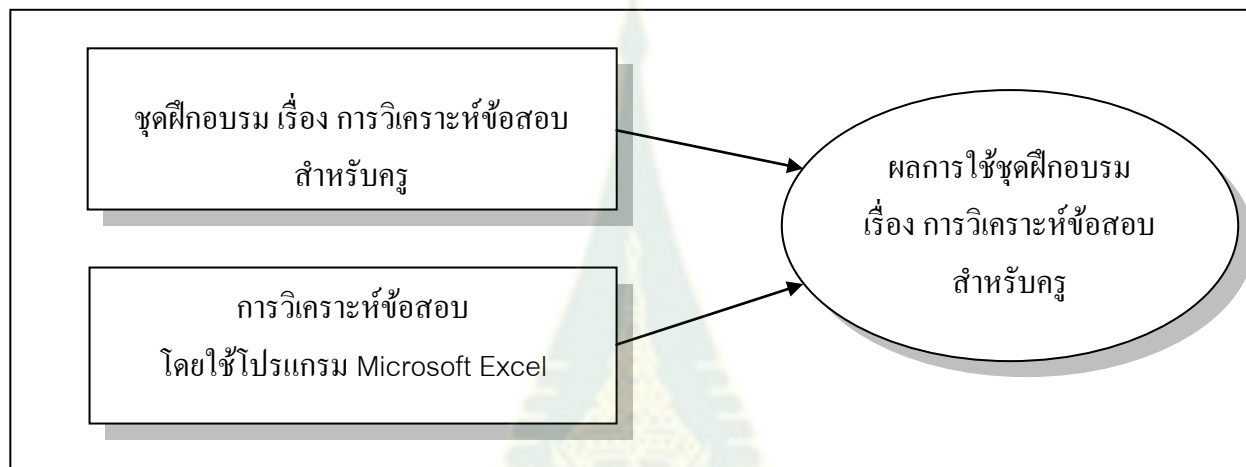 ชุดฝึกอบรม เรื่อง การวิเคราะห์ข้อสอบ
สำหรับครู
การวิเคราะห์ข้อสอบ
โดยใช้โปรแกรม Microsoft Excel
ผลการใช้ชุดฝึกอบรม
เรื่อง การวิเคราะห์ข้อสอบ
สำหรับครู